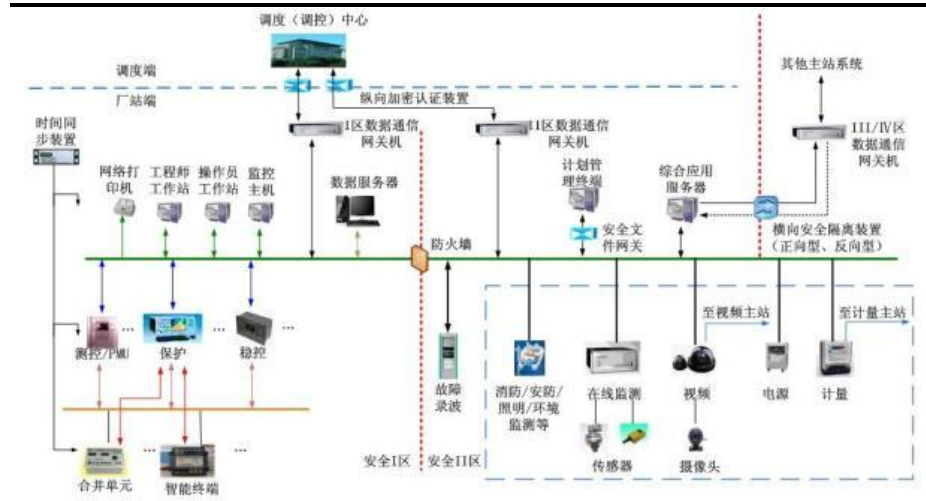 调度（调控）中心
调度端
厂站端
其他主站系统
纵向加密认证装置
时间同
步装置
I区数据通信
网关机
II区数据通信
网关机
III/IV区
数据通信
网关机
网络打
印机
工程师
工作站
操作员
工作站
监控
主机
数据服务器
计划管
理终端
综合应用
服务器
安全文
件网关
横向安全隔离装置
（正向型、反向型）
防火墙
至视频主站
至计量主站
测控/PMU
...
保护
...
稳控
...
故障
录波
消防/安防/
照明/环境
监测等
在线监测
视频
电源
计量
传感器
摄像头
合并单元
...
智能终端
...
安全I区
安全II区